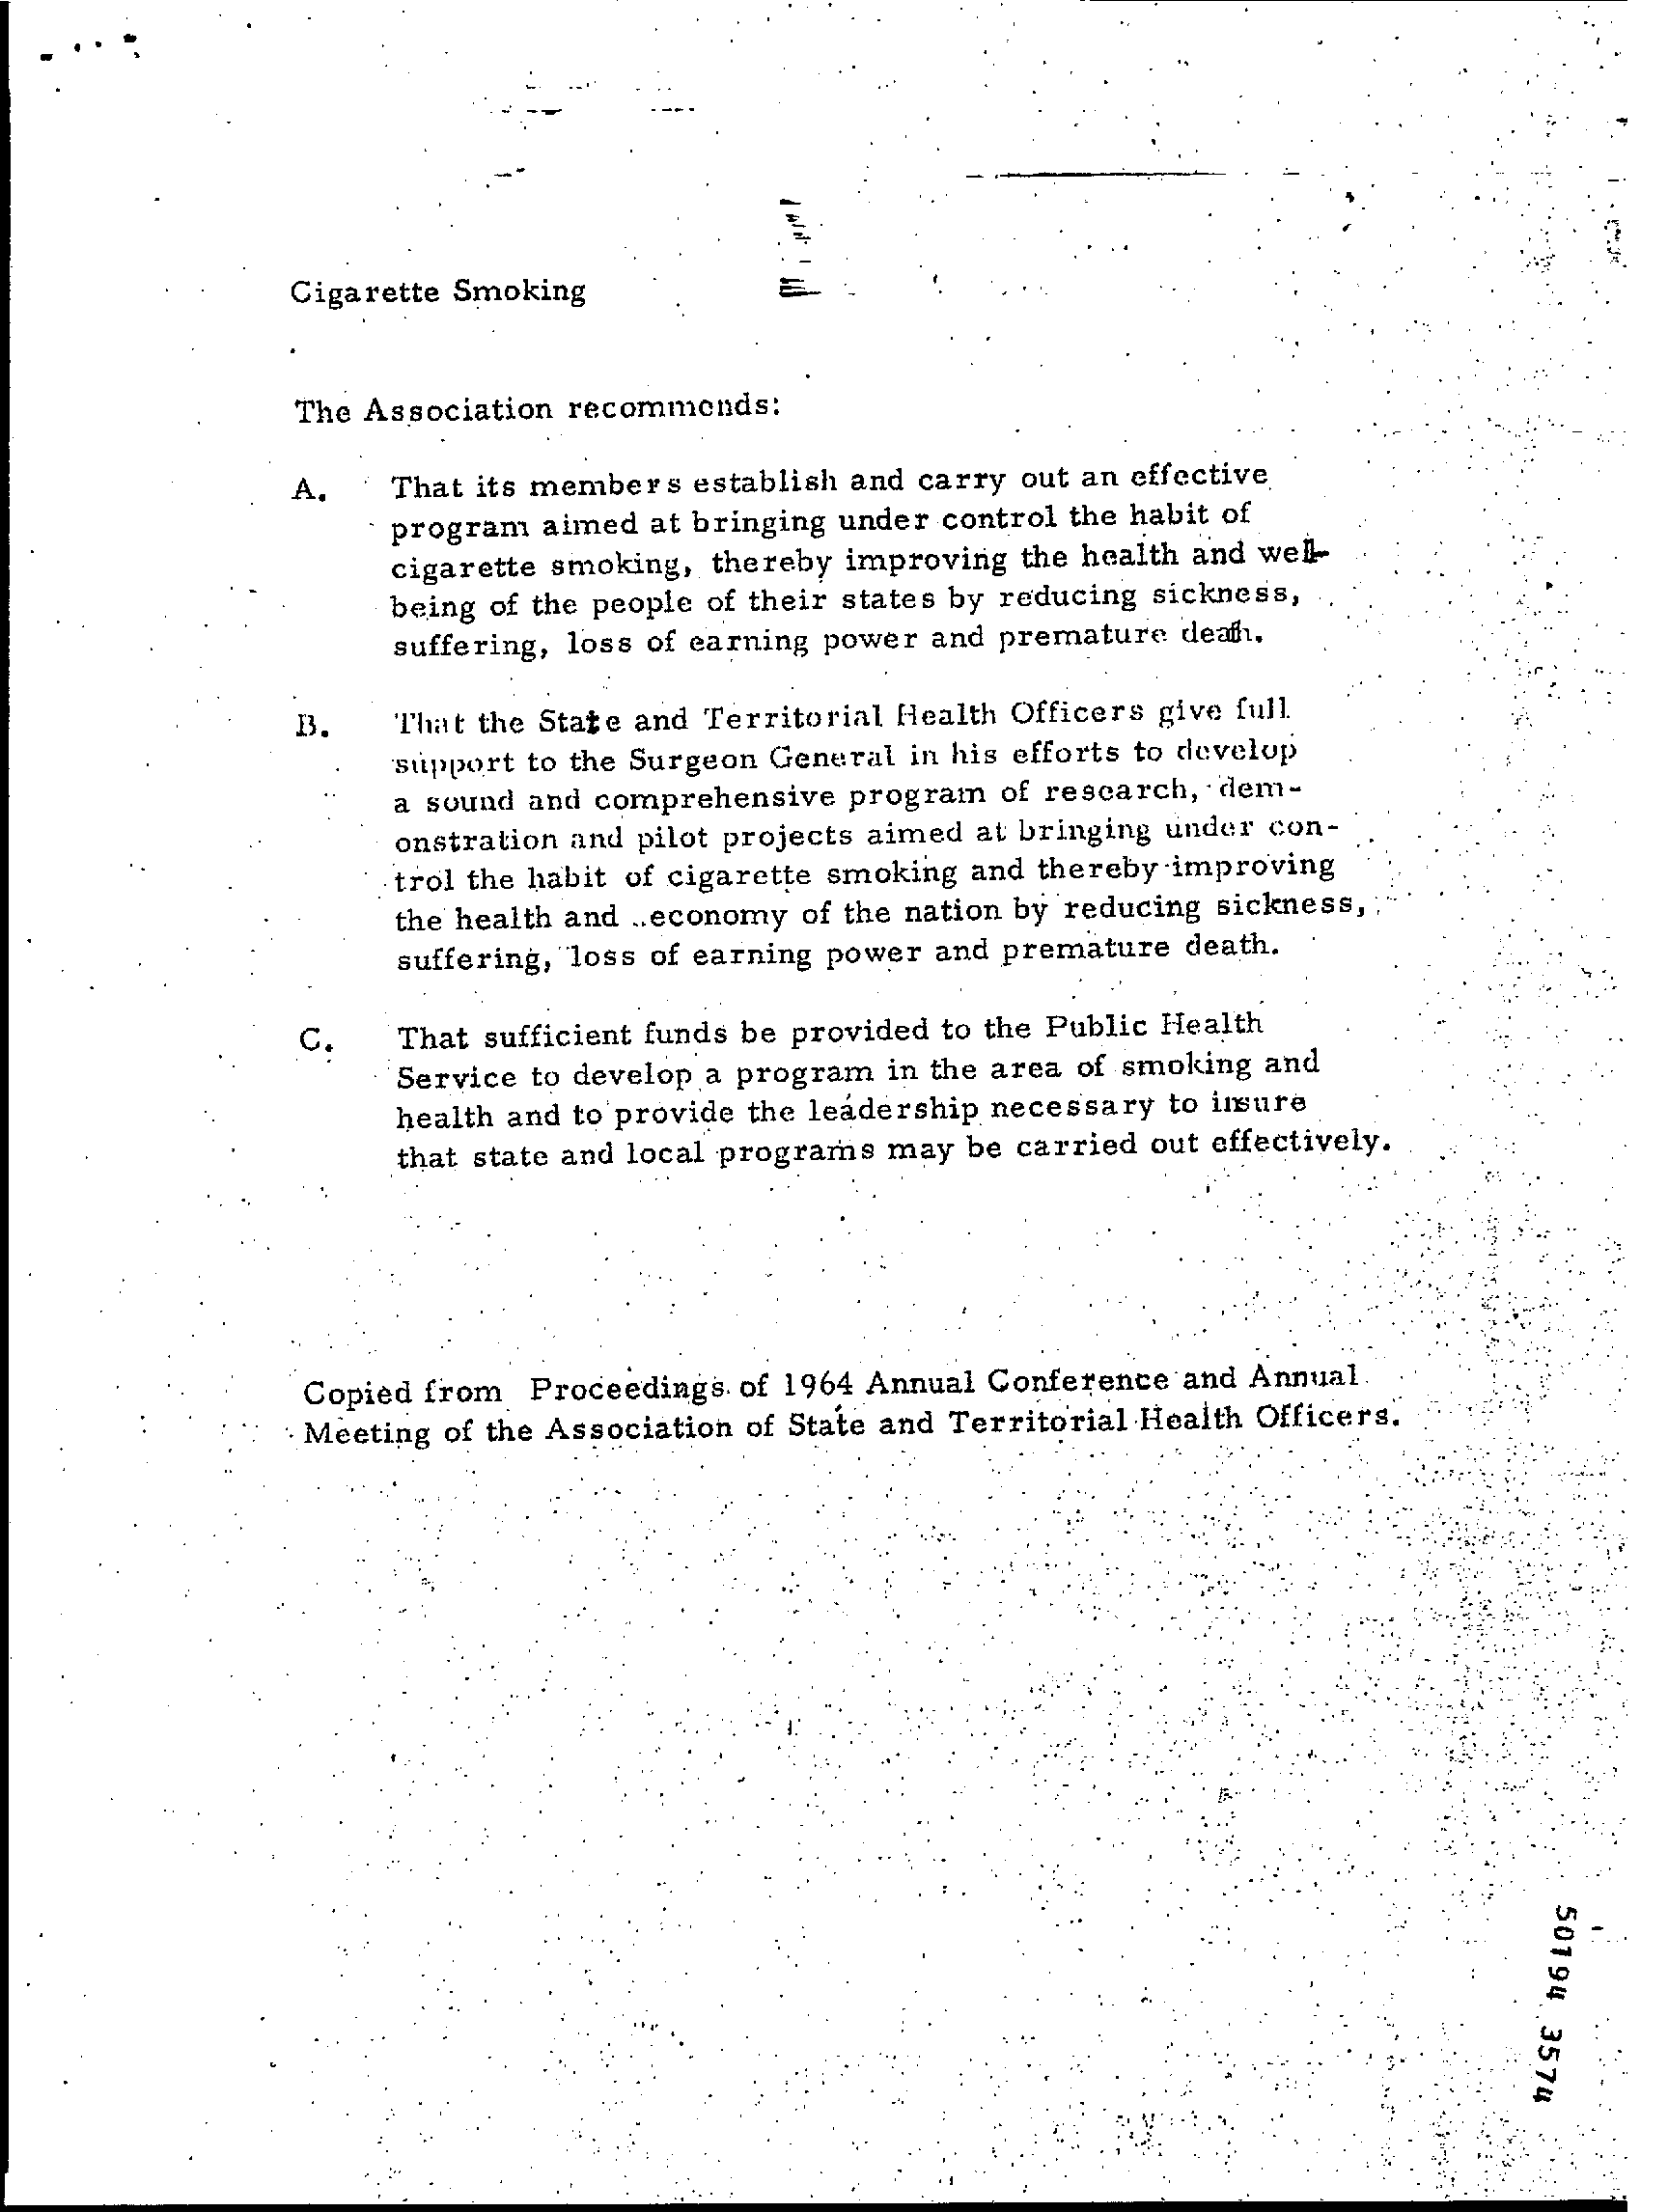 Cigarette Smoking
The Association recommends:
A. That its members establish and carry out an effective
program aimed at bringing under control the habit of
cigarette smoking, thereby improving the health and well-
being of the people of their states by reducing sickness,
suffering, loss of earning power and premature death.
B. That the State and Territorial Health Officers give full
support to the Surgeon General in his efforts to develop
a sound and comprehensive program of research, dem-
onstration and pilot projects aimed at bringing under con-
trol the habit of cigarette smoking and thereby improving
the health and economy of the nation by reducing sickness,
suffering, loss of earning power and premature death.
C. That sufficient funds be provided to the Public Health
Service to develop a program in the area of smoking and
health and to provide the leadership necessary to insure
that state and local programs may be carried out effectively.
Copied from Proceedings of 1964 Annual Conference and Annual
Meeting of the Association of State and Territorial Health Officers.
50194 3574